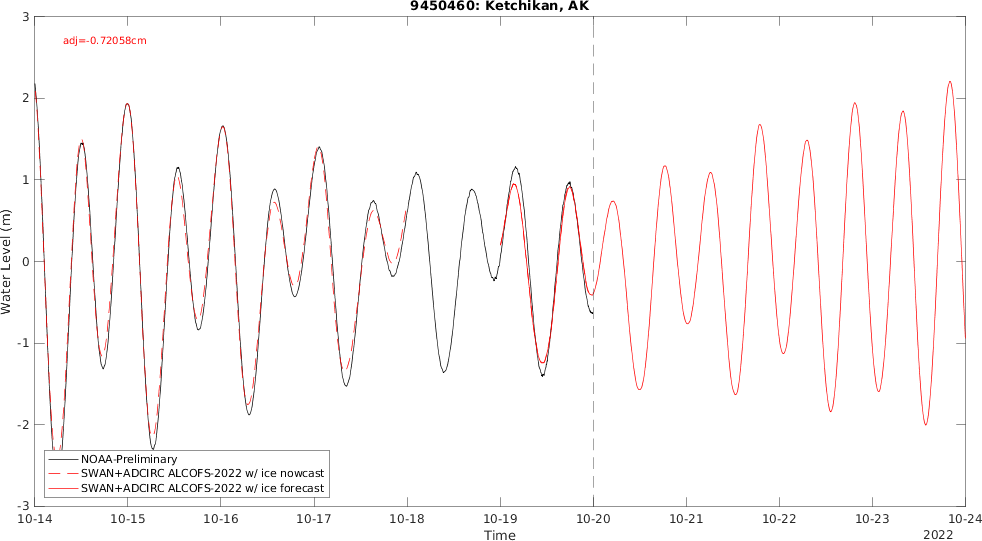 9450460: Ketchikan, AK
adj=-0.72058cm
Water Level (m)
3
2
1
0
-1
-2
-3
NOAA-Preliminary
SWAN+ADCIRC ALCOFS-2022 w/ ice nowcast
SWAN+ADCIRC ALCOFS-2022 w/ ice forecast
10-14 10-15 10-16 10-17 10-18 10-19 10-20 10-21 10-22 10-23 10-24
Time
2022